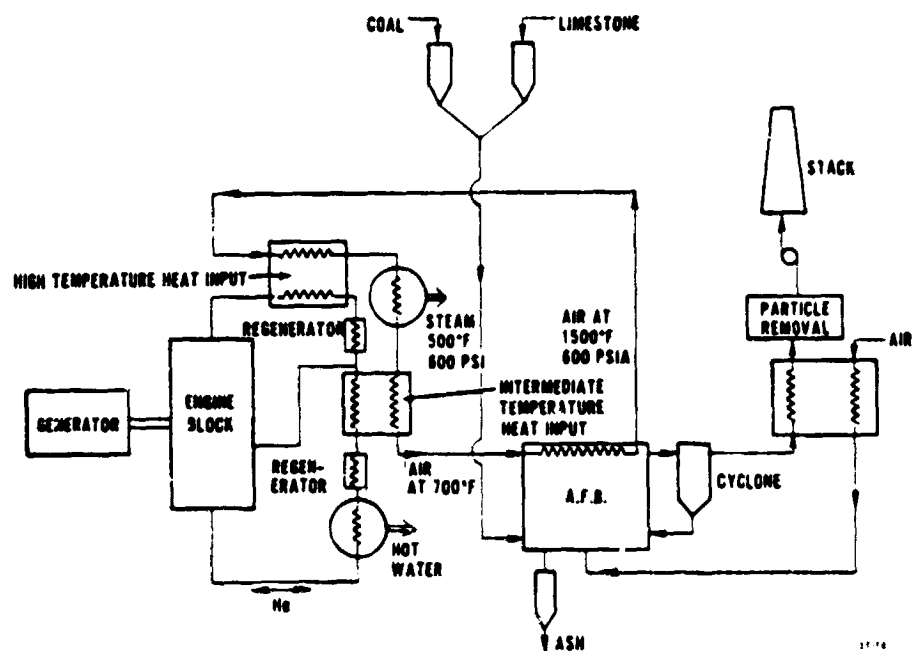 COAL
LIMESTONE
STACK
HIGH TEMPERATURE HEAT INPUT
REGENERATOR
STEAM
500°F
600 PSI
AIR AT
1500°F
600 PSIA
PARTICLE
REMOVAL
AIR
GENERATOR
ENGINE
BLOCK
INTERMEDIATE
TEMPERATURE
HEAT INPUT
REGEN-
ERATOR
AIR
AT 700°F
A.F.B.
CYCLONE
HOT
WATER
He
ASH